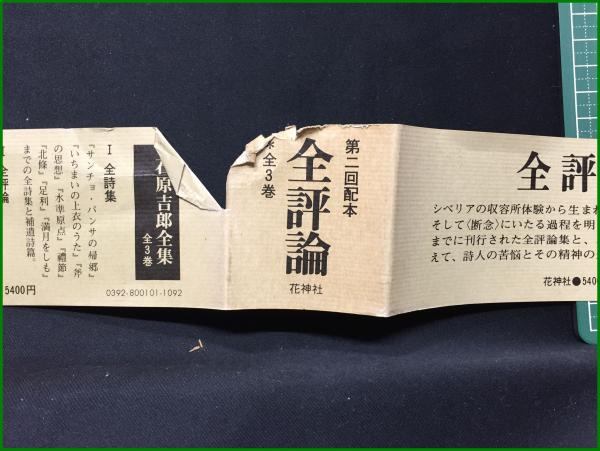 石原吉郎全集
全3巻
Ⅰ 全詩集
『サンチョ・パンサの帰郷』
『いちまいの上衣のうた』『斧
の思想』『水準原点』『禮節』
『北條』『足利』『満月をしも』
までの全詩集と補遺詩篇。
全評論
5400円
0392-800101-1092
第二回配本
全評論
*全3巻
花神社
全評
シベリアの収容所体験から生まれ
そして〈断念〉にいたる過程を明
までに刊行された全評論集と、
えて、詩人の苦悩とその精神の
花神社●540